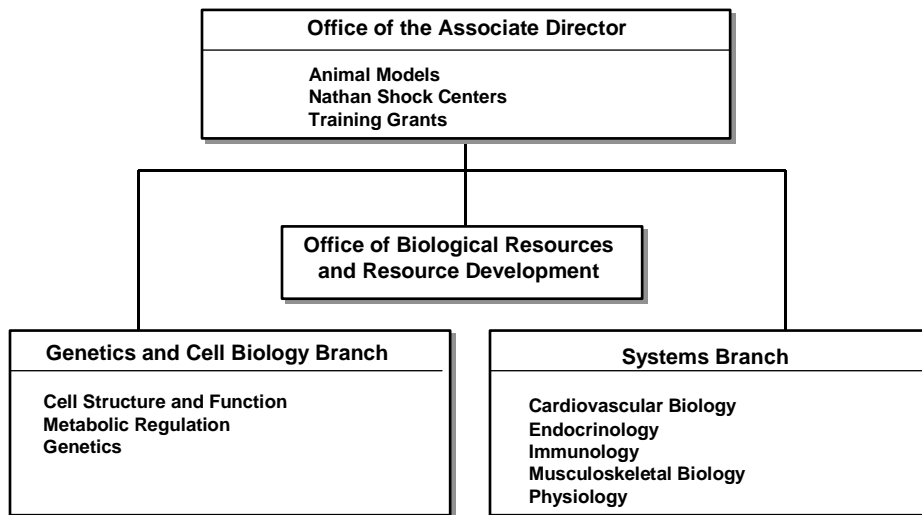 Office of the Associate Director
Animal Models
Nathan Shock Centers
Training Grants
Office of Biological Resources
and Resource Development
Genetics and Cell Biology Branch
Cell Structure and Function
Metabolic Regulation
Genetics
Systems Branch
Cardiovascular Biology
Endocrinology
Immunology
Musculoskeletal Biology
Physiology